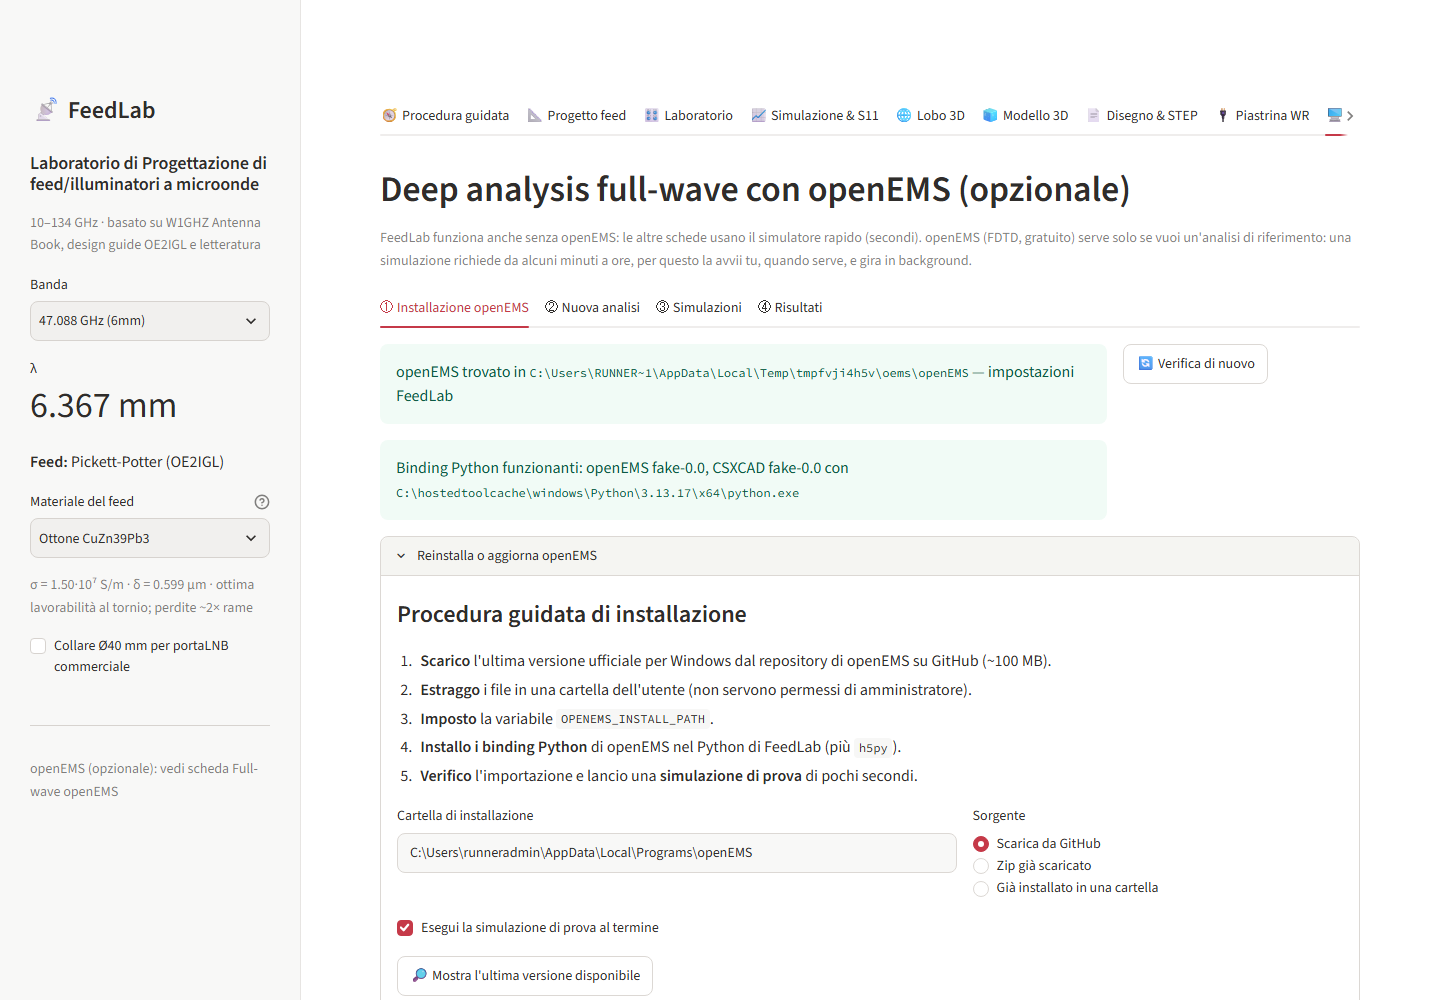 FeedLab
Laboratorio di Progettazione di
feed/illuminatori a microonde
10–134 GHz · basato su W1GHZ Antenna
Book, design guide OE2IGL e letteratura
Banda
47.088 GHz (6mm)
λ
6.367 mm
Feed: Pickett-Potter (OE2IGL)
Materiale del feed
Ottone CuZn39Pb3
σ = 1.50·10⁷ S/m · δ = 0.599 µm · ottima
lavorabilità al tornio; perdite ~2× rame
Collare Ø40 mm per portaLNB
commerciale
openEMS (opzionale): vedi scheda Full-
wave openEMS
Procedura guidata
Progetto feed
Laboratorio
Simulazione & S11
Lobo 3D
Modello 3D
Disegno & STEP
Piastrina WR
Deep analysis full-wave con openEMS (opzionale)
FeedLab funziona anche senza openEMS: le altre schede usano il simulatore rapido (secondi). openEMS (FDTD, gratuito) serve solo se vuoi un'analisi di riferimento: una
simulazione richiede da alcuni minuti a ore, per questo la avvii tu, quando serve, e gira in background.
① Installazione openEMS
② Nuova analisi
③ Simulazioni
④ Risultati
openEMS trovato in C:\Users\RUNNER~1\AppData\Local\Temp\tmpfvji4h5v\oems\openEMS — impostazioni
FeedLab
Verifica di nuovo
Binding Python funzionanti: openEMS fake-0.0, CSXCAD fake-0.0 con
C:\hostedtoolcache\windows\Python\3.13.17\x64\python.exe
Reinstalla o aggiorna openEMS
Procedura guidata di installazione
1. Scarico l'ultima versione ufficiale per Windows dal repository di openEMS su GitHub (~100 MB).
2. Estraggo i file in una cartella dell'utente (non servono permessi di amministratore).
3. Imposto la variabile OPENEMS_INSTALL_PATH .
4. Installo i binding Python di openEMS nel Python di FeedLab (più h5py ).
5. Verifico l'importazione e lancio una simulazione di prova di pochi secondi.
Cartella di installazione
C:\Users\runneradmin\AppData\Local\Programs\openEMS
Sorgente
Scarica da GitHub
Zip già scaricato
Già installato in una cartella
Esegui la simulazione di prova al termine
Mostra l'ultima versione disponibile